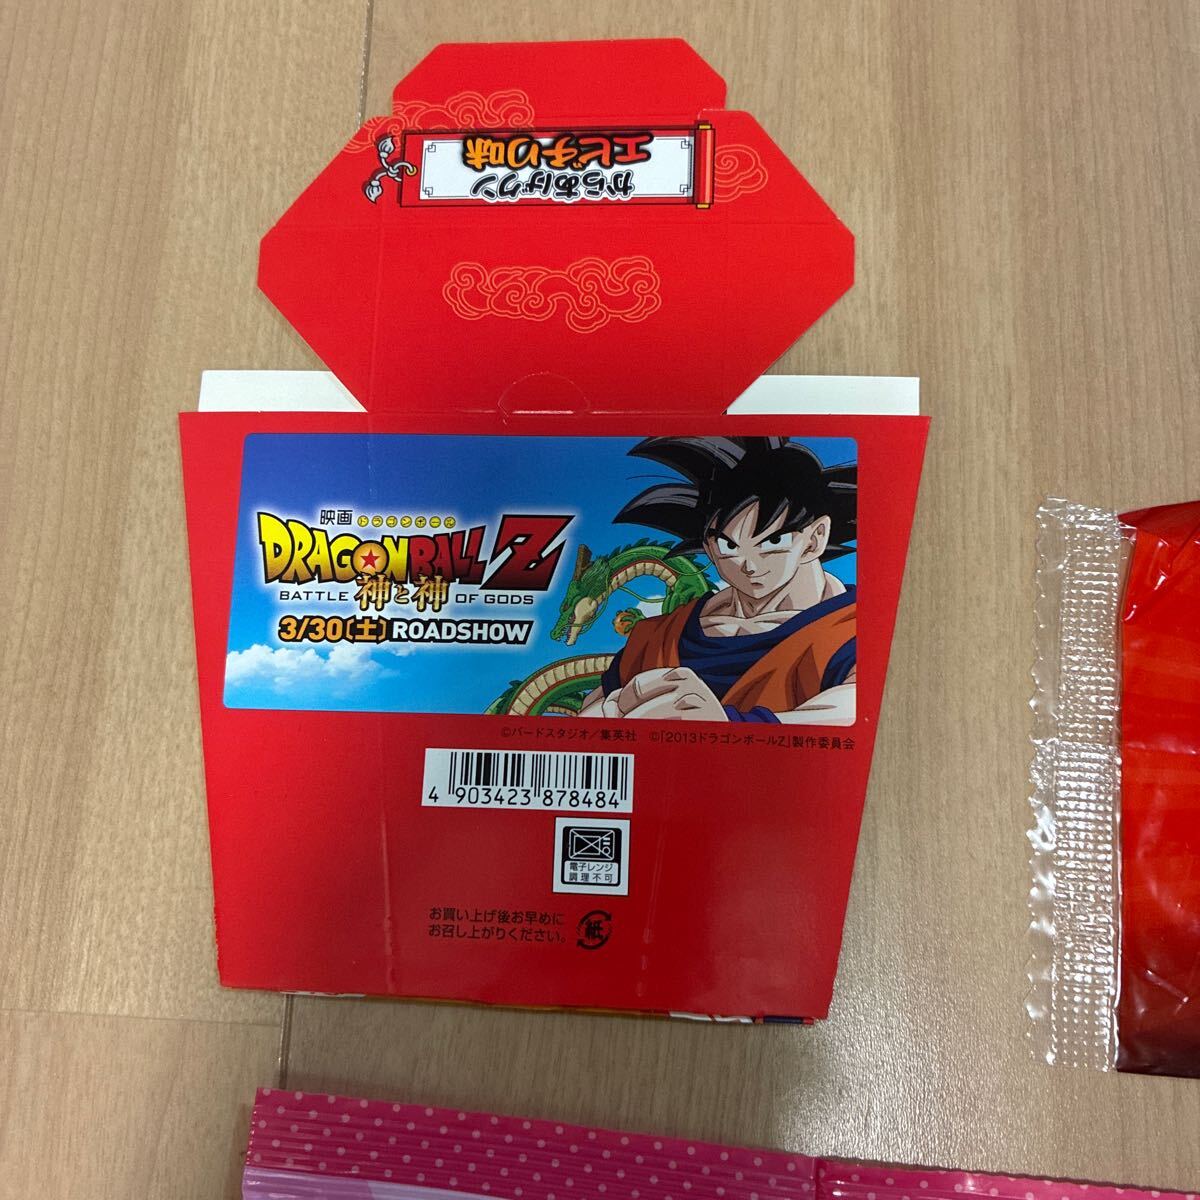 からあげクン
エビチリ味
映画 ドラゴンボール
DRAGON BALL Z
BATTLE 神と神 OF GODS
3/30(土) ROADSHOW
©バードスタジオ/集英社 ©「2013ドラゴンボールZ」製作委員会
4 903423 878484
電子レンジ
調理不可
お買い上げ後お早めに
お召し上がりください。
紙